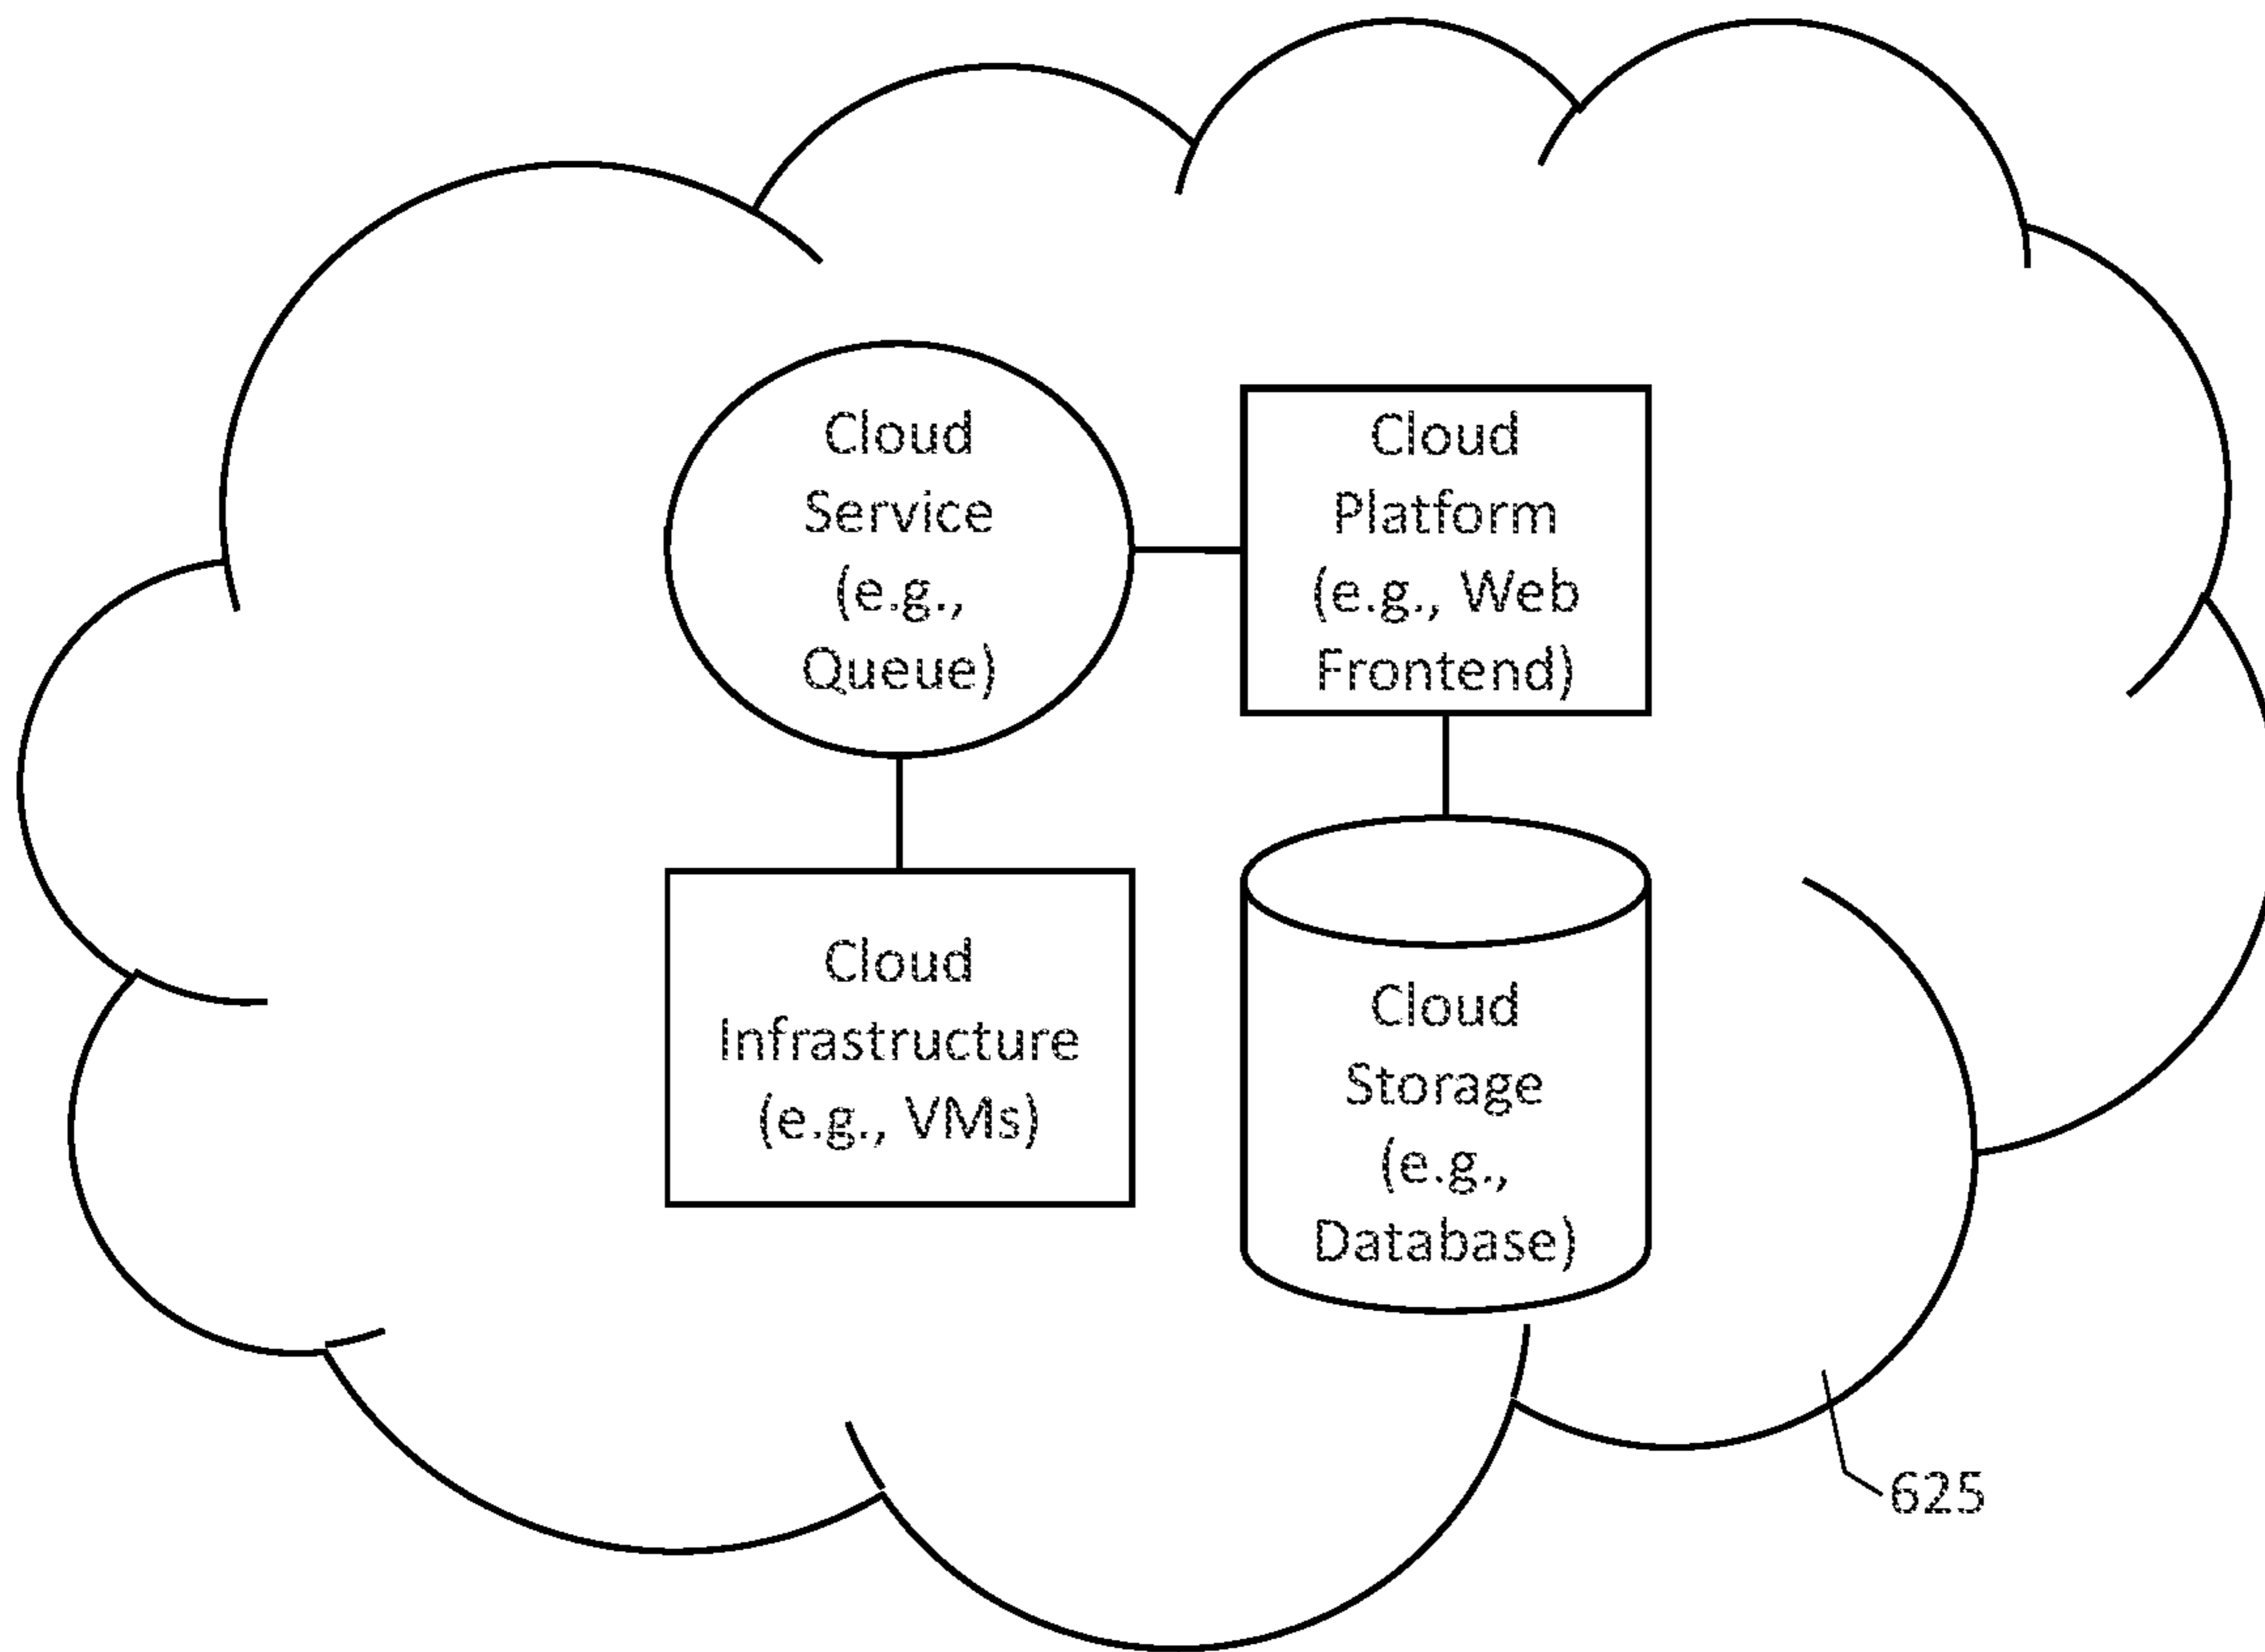 Cloud
Service
(e.g.,
Queue)
Cloud
Platform
(e.g., Web
Frontend)
Cloud
Infrastructure
(e.g., VMs)
Cloud
Storage
(e.g.,
Database)
625